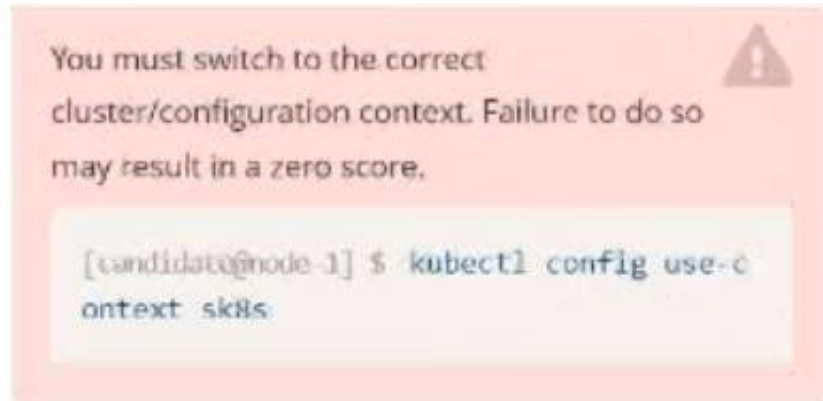 You must switch to the correct
cluster/configuration context. Failure to do so
may result in a zero score.
[candidate@node-1] $ kubectl config use-c
ontext sk8s